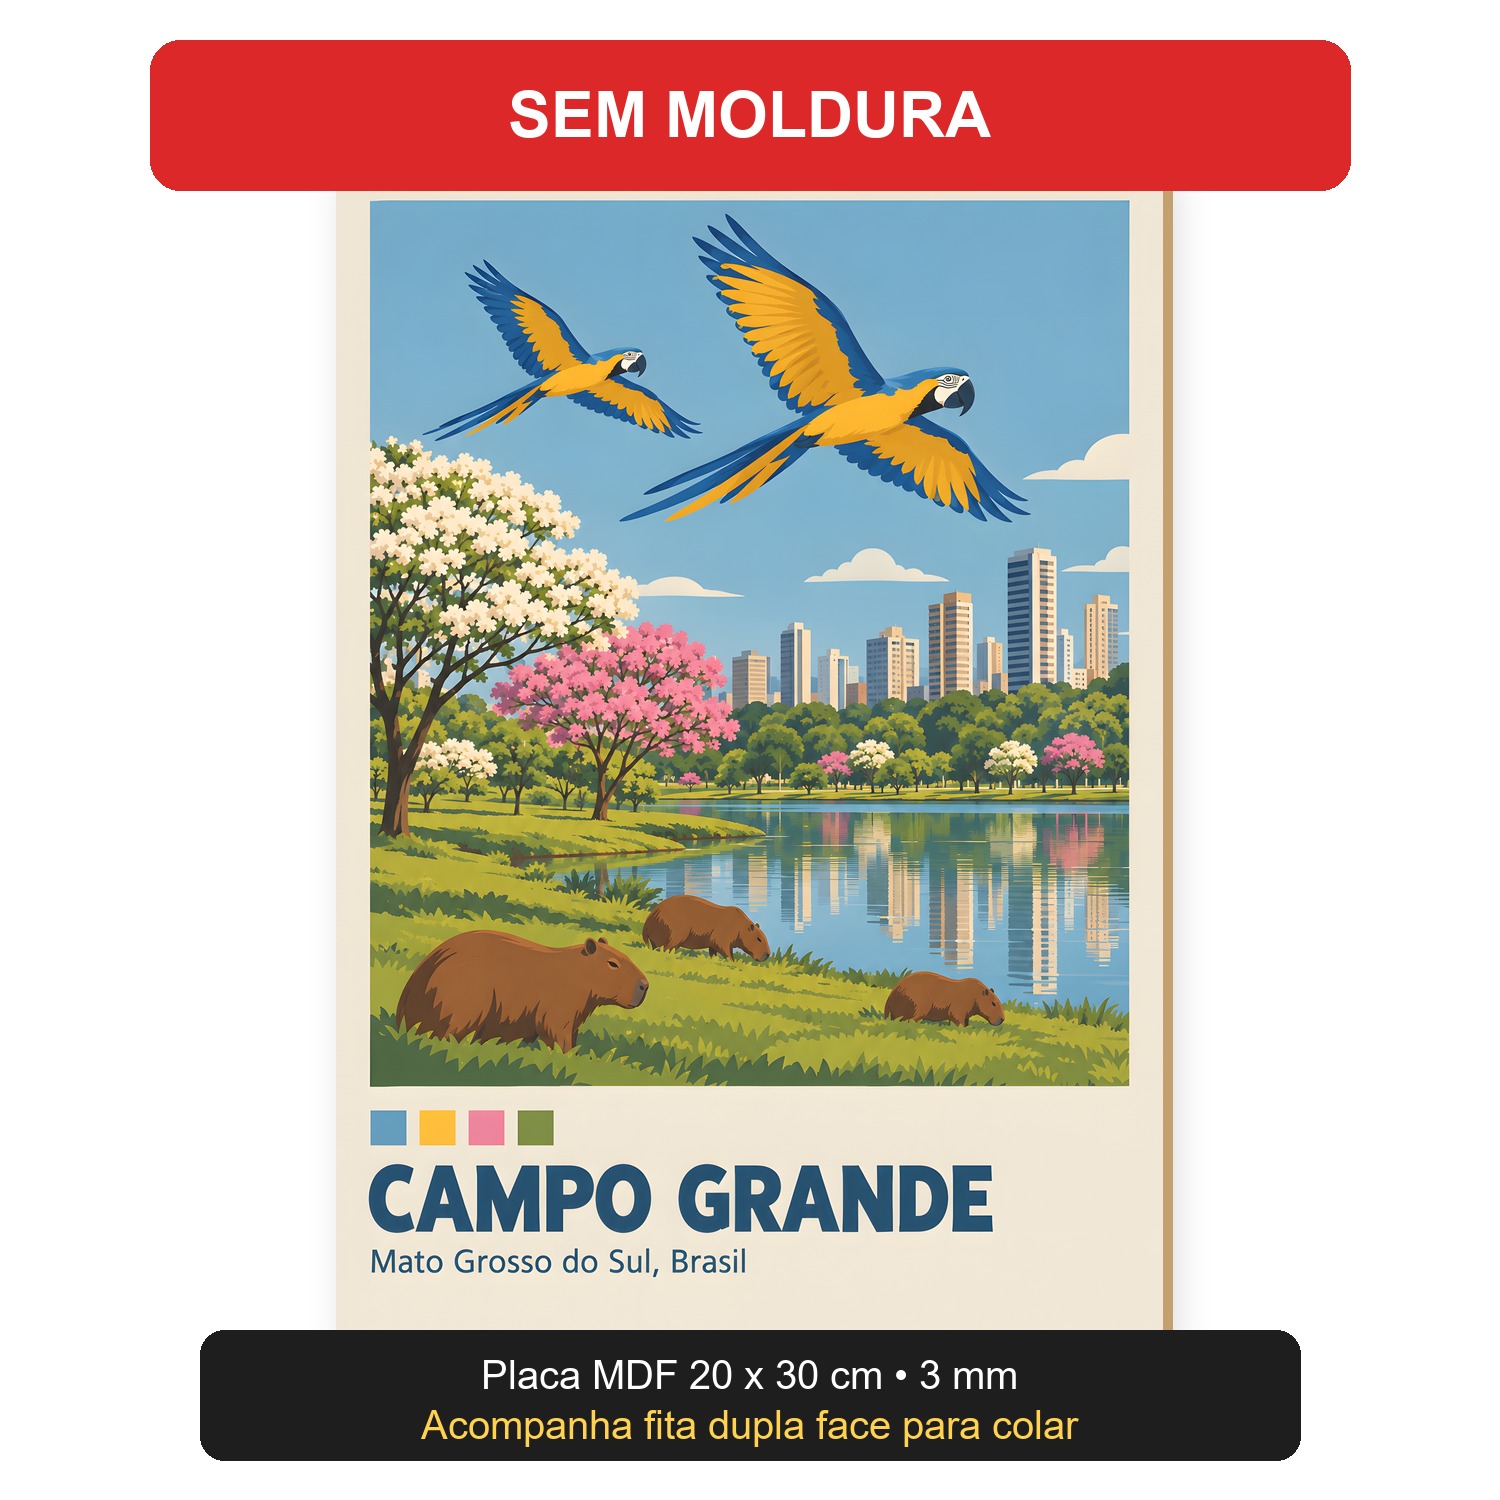 SEM MOLDURA
CAMPO GRANDE
Mato Grosso do Sul, Brasil
Placa MDF 20 x 30 cm • 3 mm
Acompanha fita dupla face para colar